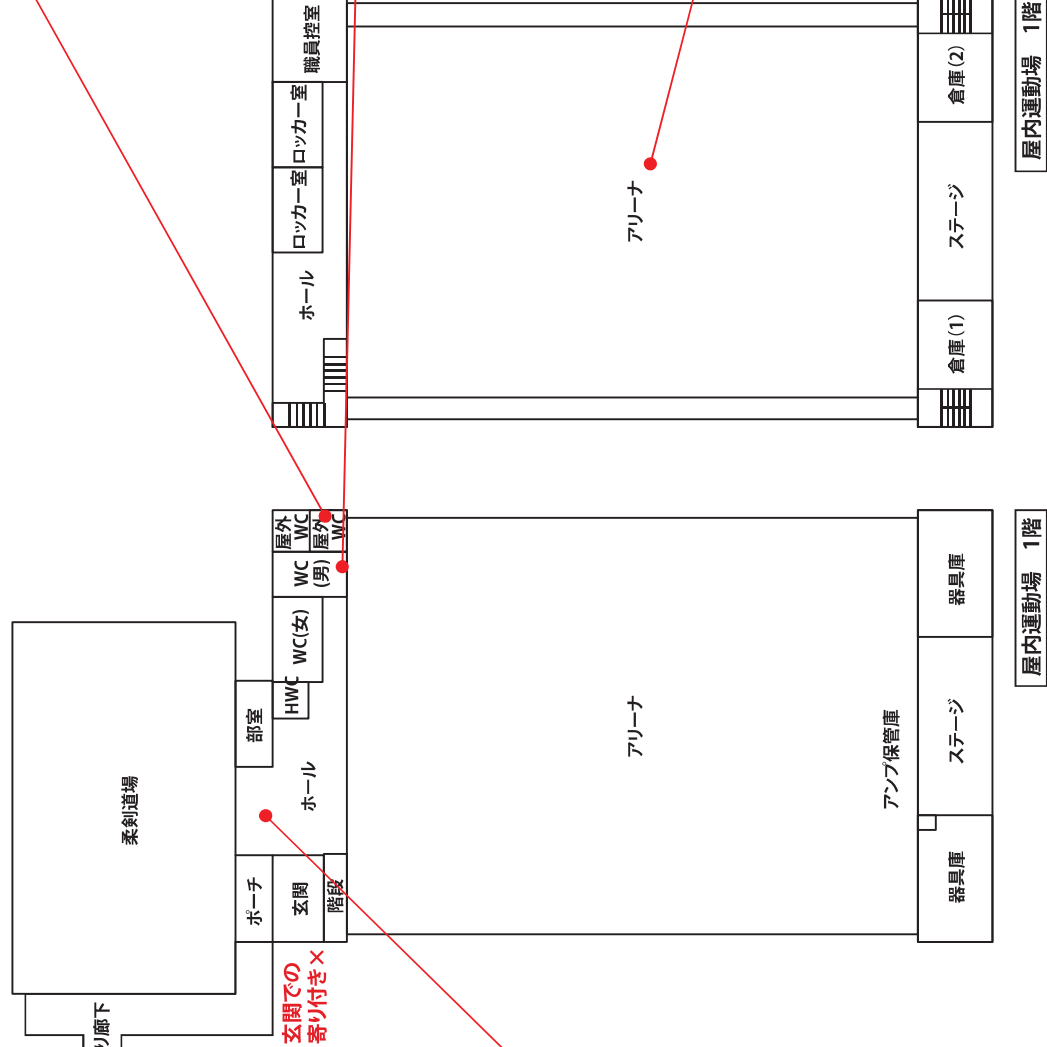 職員控室
ロッカー室
ロッカー室
ホール
アリーナ
倉庫(2)
ステージ
倉庫(1)
屋内運動場　1階
屋外
WC
屋外
WC
WC
(男)
WC(女)
HWC
部室
ホール
柔剣道場
ポーチ
玄関
階段
玄関での
寄り付き×
り廊下
アリーナ
アンプ保管庫
器具庫
ステージ
器具庫
屋内運動場　1階